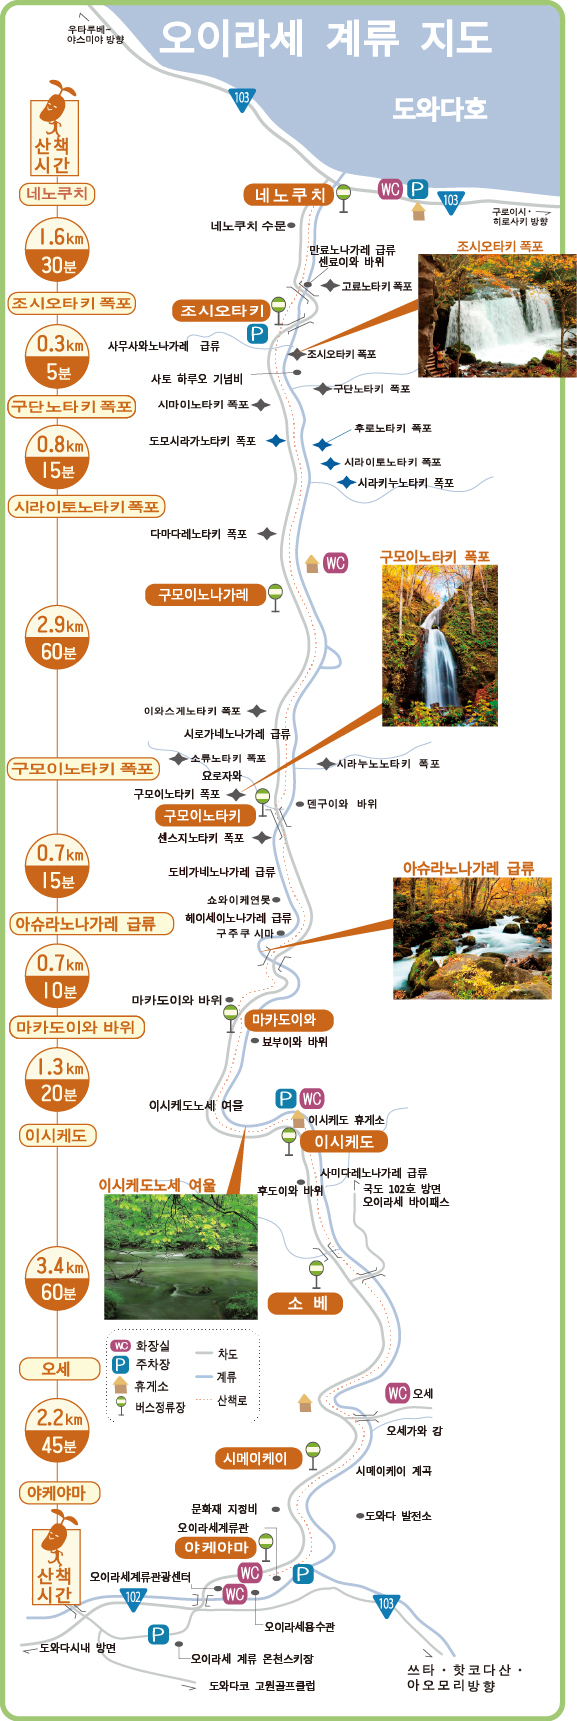 오이라세 계류 지도
우타루베~
야스미야 방향
103
도와다호
산책
시간
네노쿠치
네노쿠치
WC
P
103
구로이시·
히로사키 방향
네노쿠치 수문
1.6km
30분
만료노나가레 급류
센료이와 바위
조시오타키 폭포
고료노타키 폭포
조시오타키 폭포
조시오타키
P
0.3km
5분
사무사와노나가레 급류
조시오타키 폭포
사토 하루오 기념비
구단노타키 폭포
구단노타키 폭포
시마이노타키 폭포
후로노타키 폭포
0.8km
15분
도모시라가노타키 폭포
시라이토노타키 폭포
시라키누노타키 폭포
시라이토노타키 폭포
다마다레노타키 폭포
구모이노타키 폭포
WC
구모이노나가레
2.9km
60분
이와스게노타키 폭포
시로가네노나가레 급류
소류노타키 폭포
시라누노노타키 폭포
구모이노타키 폭포
요로자와
구모이노타키 폭포
덴구이와 바위
구모이노타키
센스지노타키 폭포
0.7km
15분
도비가네노나가레 급류
아슈라노나가레 급류
쇼와이케연못
헤이세이노나가레 급류
아슈라노나가레 급류
구주쿠 시마
0.7km
10분
마카도이와 바위
마카도이와
마카도이와 바위
뵤부이와 바위
1.3km
20분
이시케도노세 여울
P
WC
이시케도 휴게소
이시케도
이시케도
사미다레노나가레 급류
이시케도노세 여울
후도이와 바위
국도 102호 방면
오이라세 바이패스
3.4km
60분
소 베
WC 화장실
P 주차장
휴게소
버스정류장
차도
계류
산책로
오세
WC 오세
2.2km
45분
오세가와 강
시메이케이
시메이케이 계곡
야케야마
문화재 지정비
도와다 발전소
오이라세계류관
야케야마
산책
시간
WC
P
오이라세계류관광센터
WC
102
103
오이라세용수관
P
도와다시내 방면
오이라세 계류 온천스키장
쓰타·핫코다산·
아오모리방향
도와다코 고원골프클럽